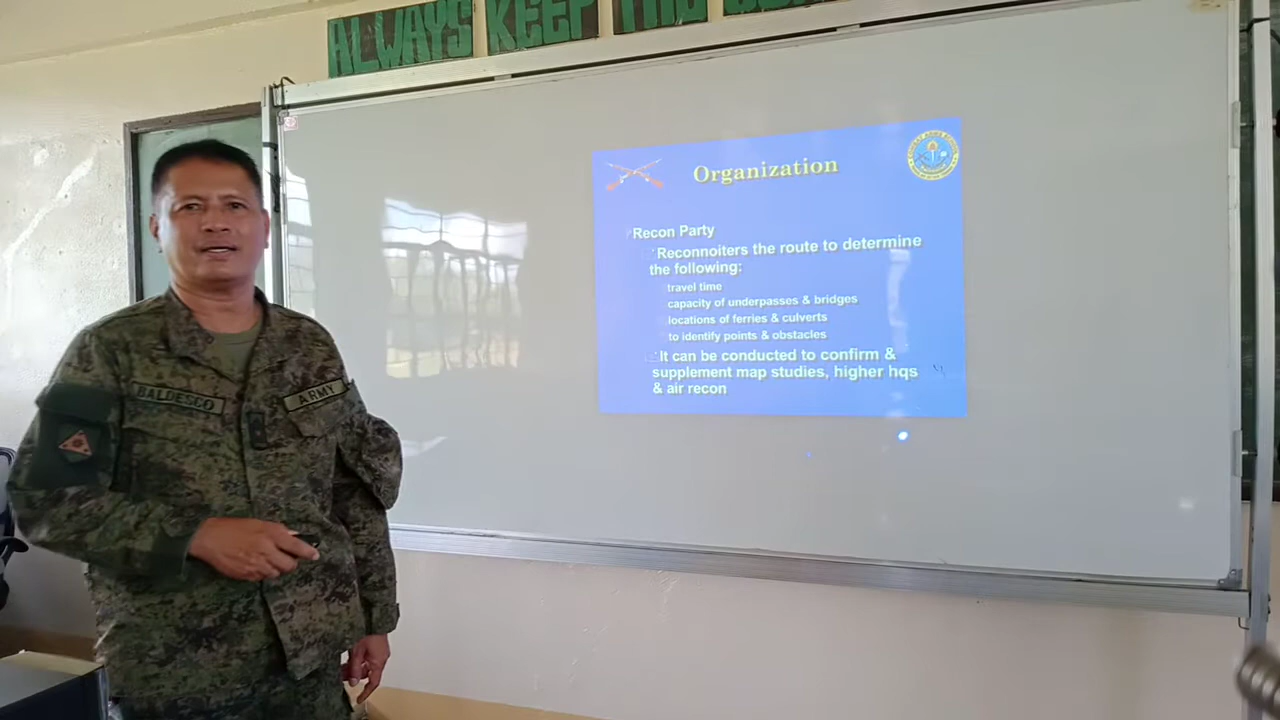 ALWAYS KEEP THE
Organization
Recon Party
Reconnoiters the route to determine
the following:
travel time
capacity of underpasses & bridges
locations of ferries & culverts
to identify points & obstacles
It can be conducted to confirm &
supplement map studies, higher hqs
& air recon
BALDESCO
ARMY